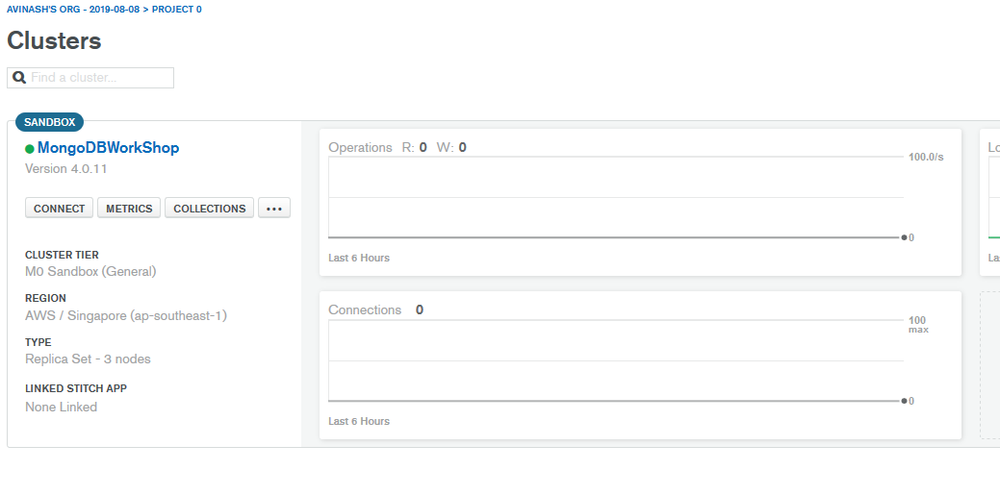 AVINASH'S ORG - 2019-08-08 > PROJECT 0
Clusters
Find a cluster...
SANDBOX
MongoDBWorkShop
Version 4.0.11
CONNECT METRICS COLLECTIONS ...
CLUSTER TIER
M0 Sandbox (General)
REGION
AWS / Singapore (ap-southeast-1)
TYPE
Replica Set - 3 nodes
LINKED STITCH APP
None Linked
Operations R: 0 W: 0
100.0/s
0
Last 6 Hours
Connections 0
100
max
0
Last 6 Hours
Lo
La